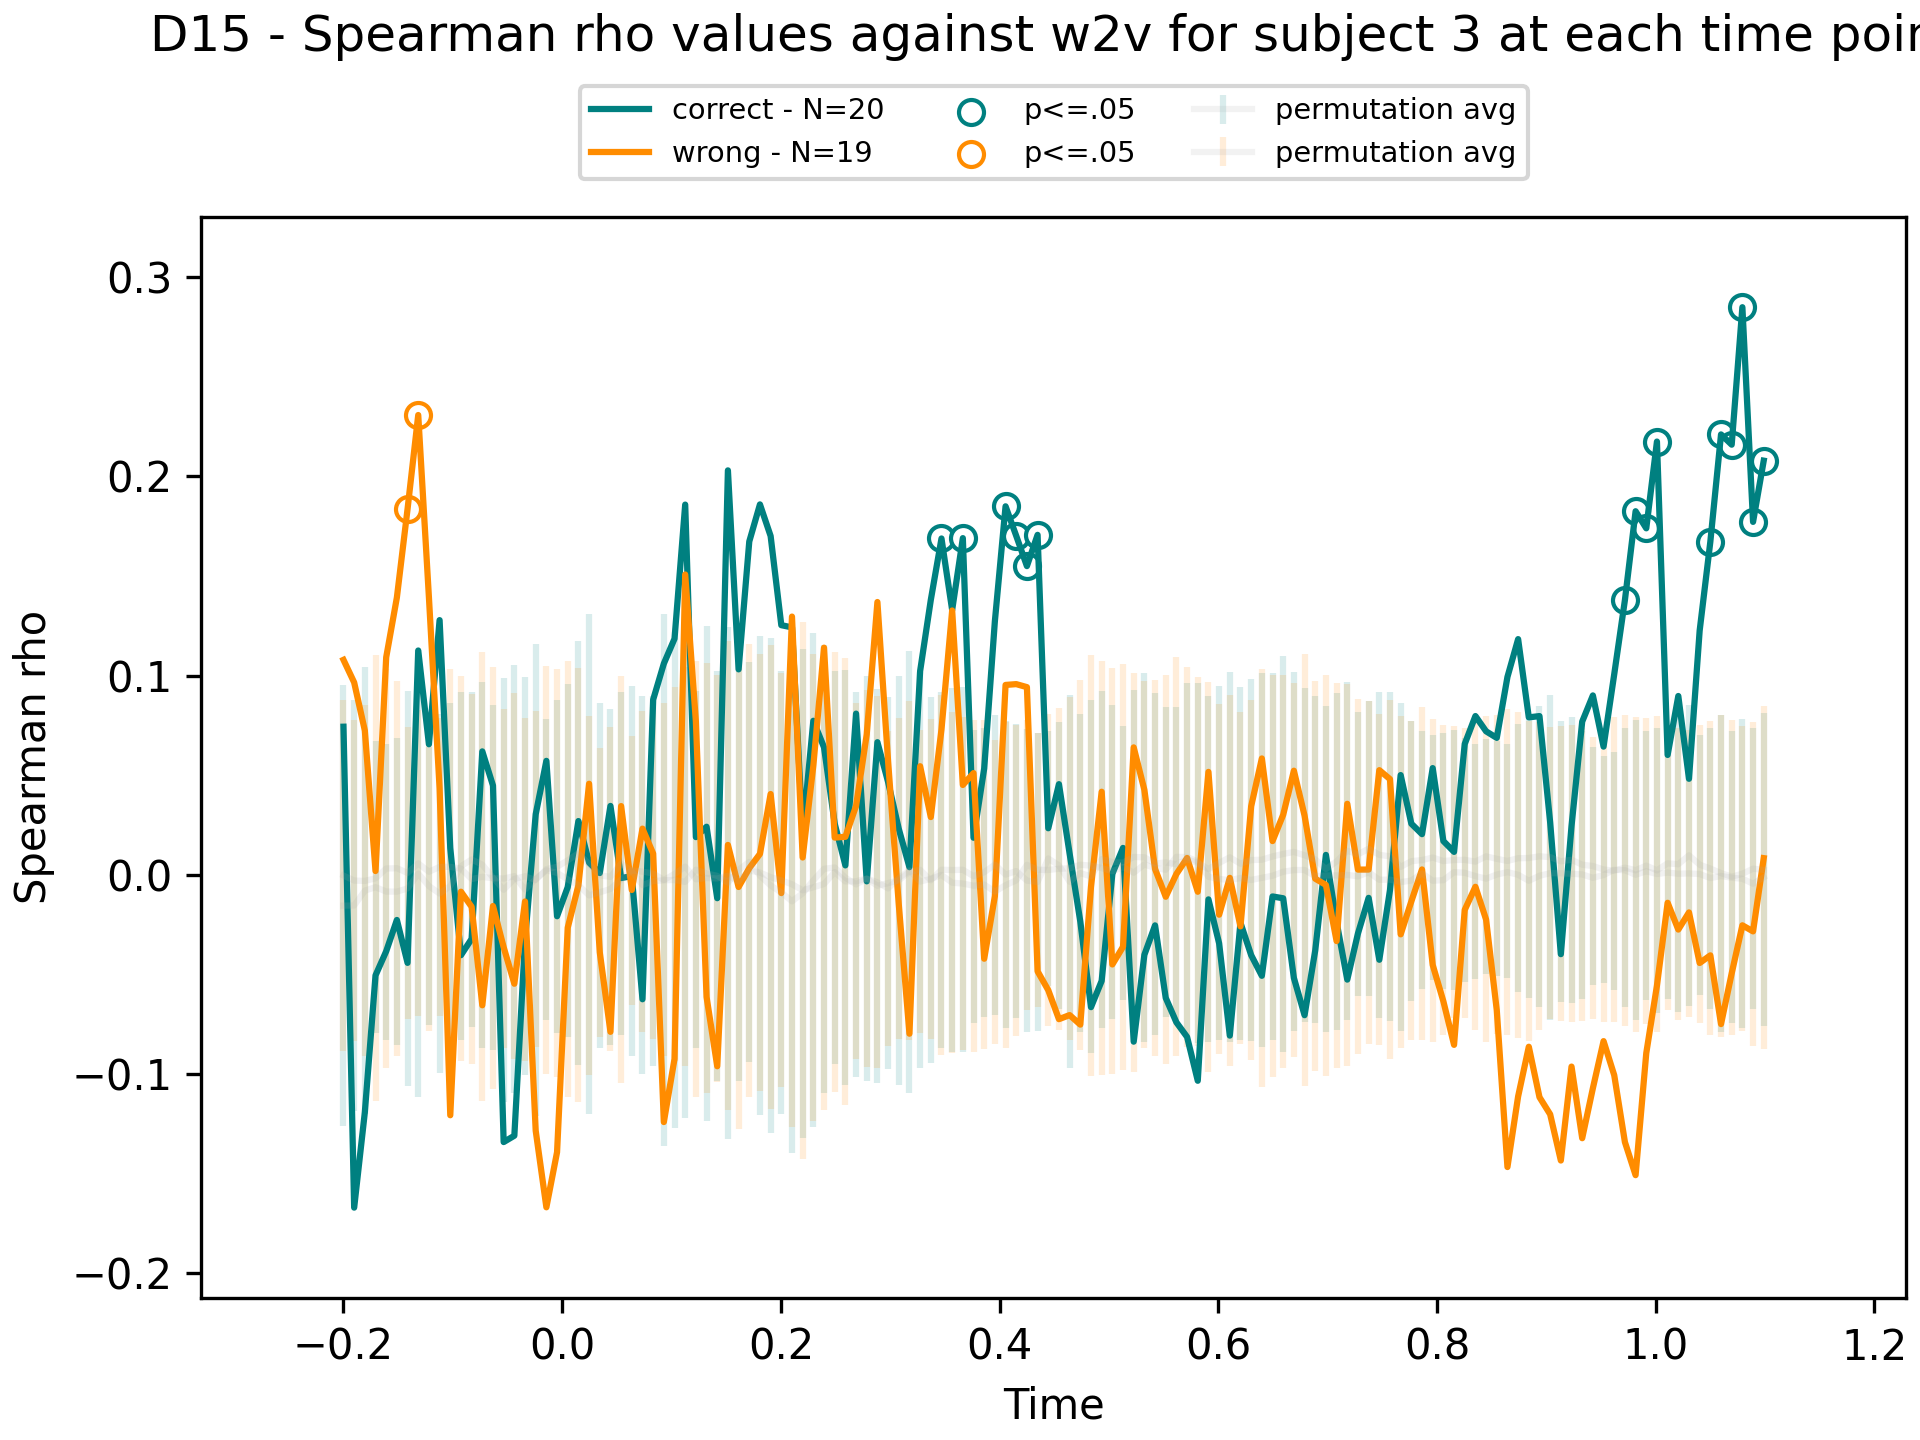 D15 - Spearman rho values against w2v for subject 3 at each time
correct - N=20 p<=.05 permutation avg
wrong - N=19 p<=.05 permutation avg
0.3
0.2
0.1
0.0
−0.1
−0.2
Spearman rho
−0.2 0.0 0.2 0.4 0.6 0.8 1.0 1.2
Time